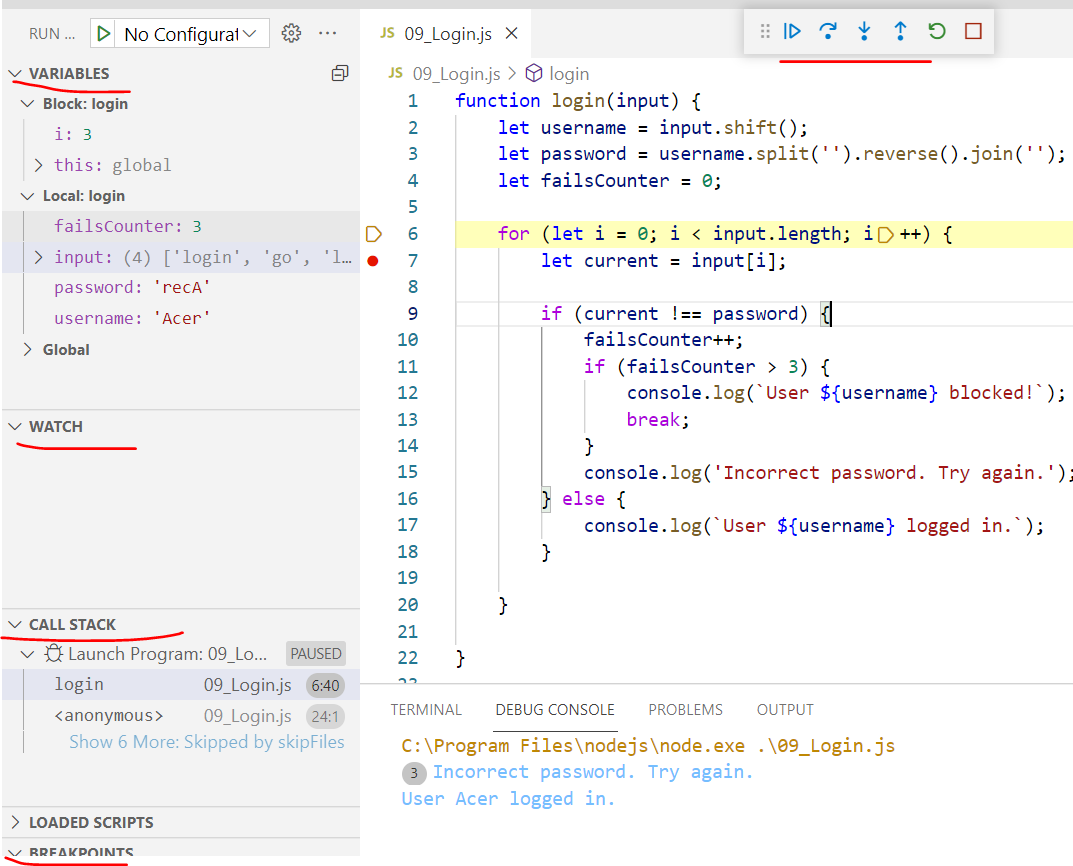 RUN ... No Configurat ...
VARIABLES
Block: login
i: 3
this: global
Local: login
failsCounter: 3
input: (4) ['login', 'go', 'l...
password: 'recA'
username: 'Acer'
Global
WATCH
CALL STACK
Launch Program: 09_Lo... PAUSED
login 09_Login.js 6:40
<anonymous> 09_Login.js 24:1
Show 6 More: Skipped by skipFiles
LOADED SCRIPTS
BREAKPOINTS
JS 09_Login.js
JS 09_Login.js > login
1 function login(input) {
2 let username = input.shift();
3 let password = username.split('').reverse().join('');
4 let failsCounter = 0;
5
6 for (let i = 0; i < input.length; i ++) {
7 let current = input[i];
8
9 if (current !== password) {
10 failsCounter++;
11 if (failsCounter > 3) {
12 console.log(`User ${username} blocked!`);
13 break;
14 }
15 console.log('Incorrect password. Try again.');
16 } else {
17 console.log(`User ${username} logged in.`);
18 }
19
20 }
21
22 }
TERMINAL DEBUG CONSOLE PROBLEMS OUTPUT
C:\Program Files\nodejs\node.exe .\09_Login.js
3 Incorrect password. Try again.
User Acer logged in.